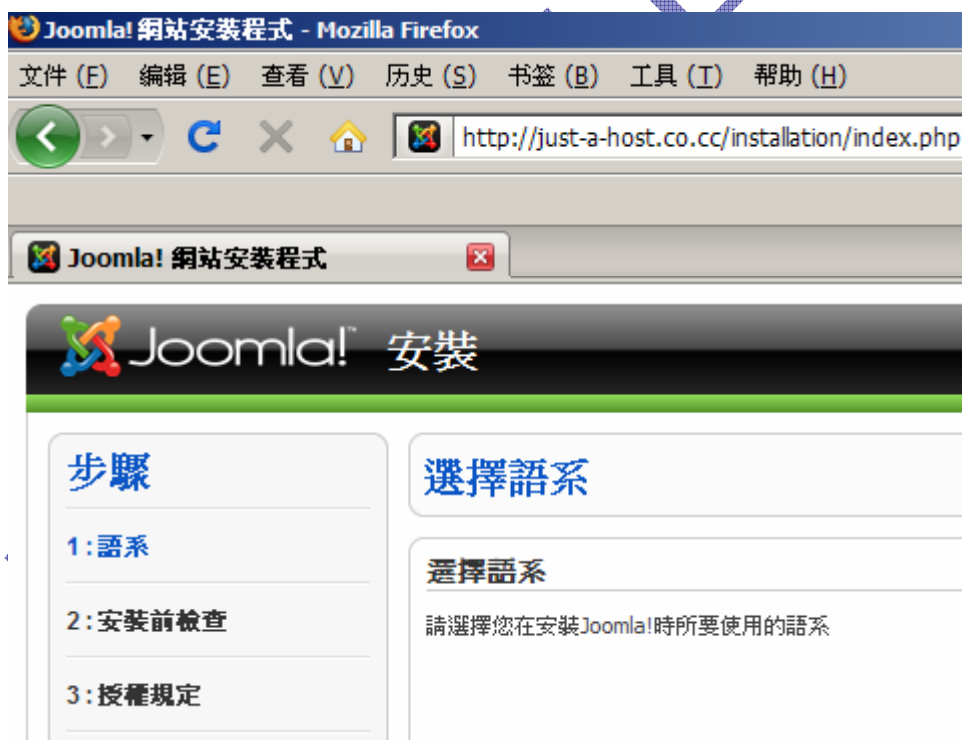 Joomla! 網站安裝程式 - Mozilla Firefox
文件 (F) 编辑 (E) 查看 (V) 历史 (S) 书签 (B) 工具 (T) 帮助 (H)
http://just-a-host.co.cc/installation/index.php
Joomla! 網站安裝程式
Joomla!™ 安裝
步驟
1:語系
2:安裝前檢查
3:授權規定
選擇語系
選擇語系
請選擇您在安裝Joomla!時所要使用的語系